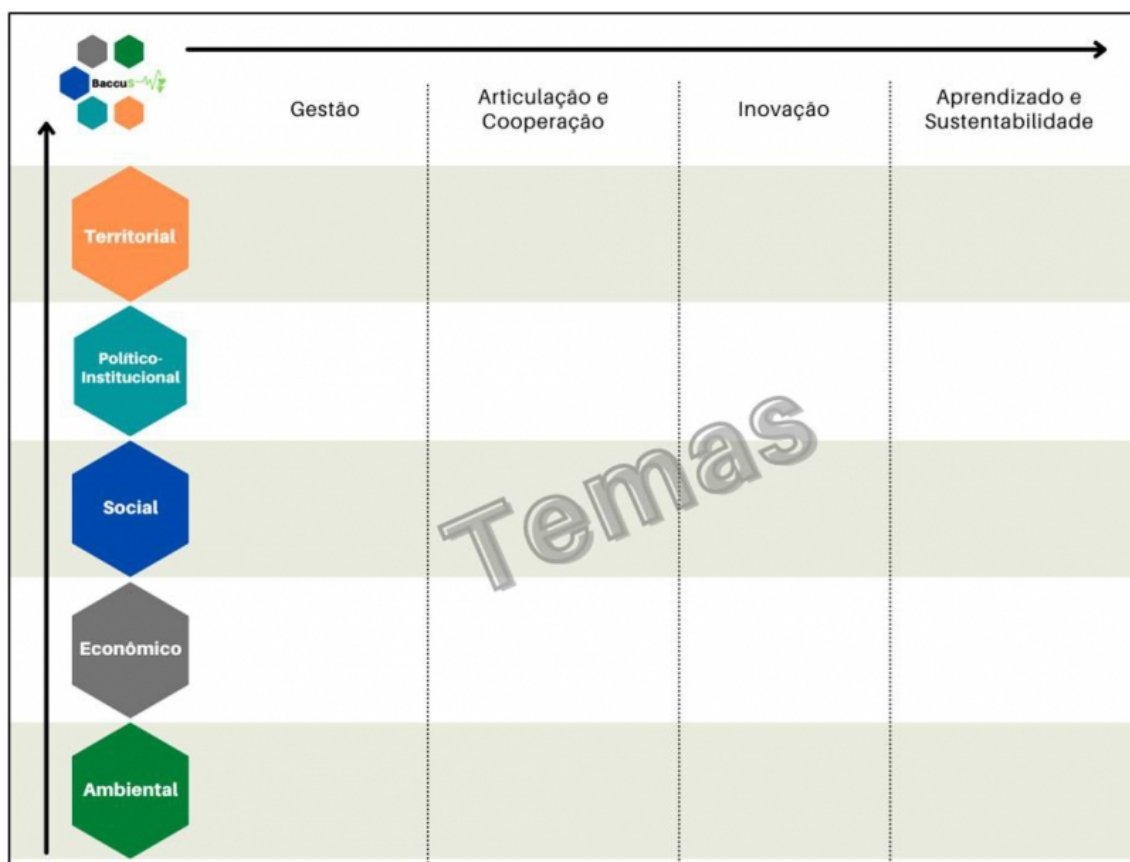 BaccuS
Gestão
Articulação e
Cooperação
Inovação
Aprendizado e
Sustentabilidade
Territorial
Político-
Institucional
Social
Temas
Econômico
Ambiental